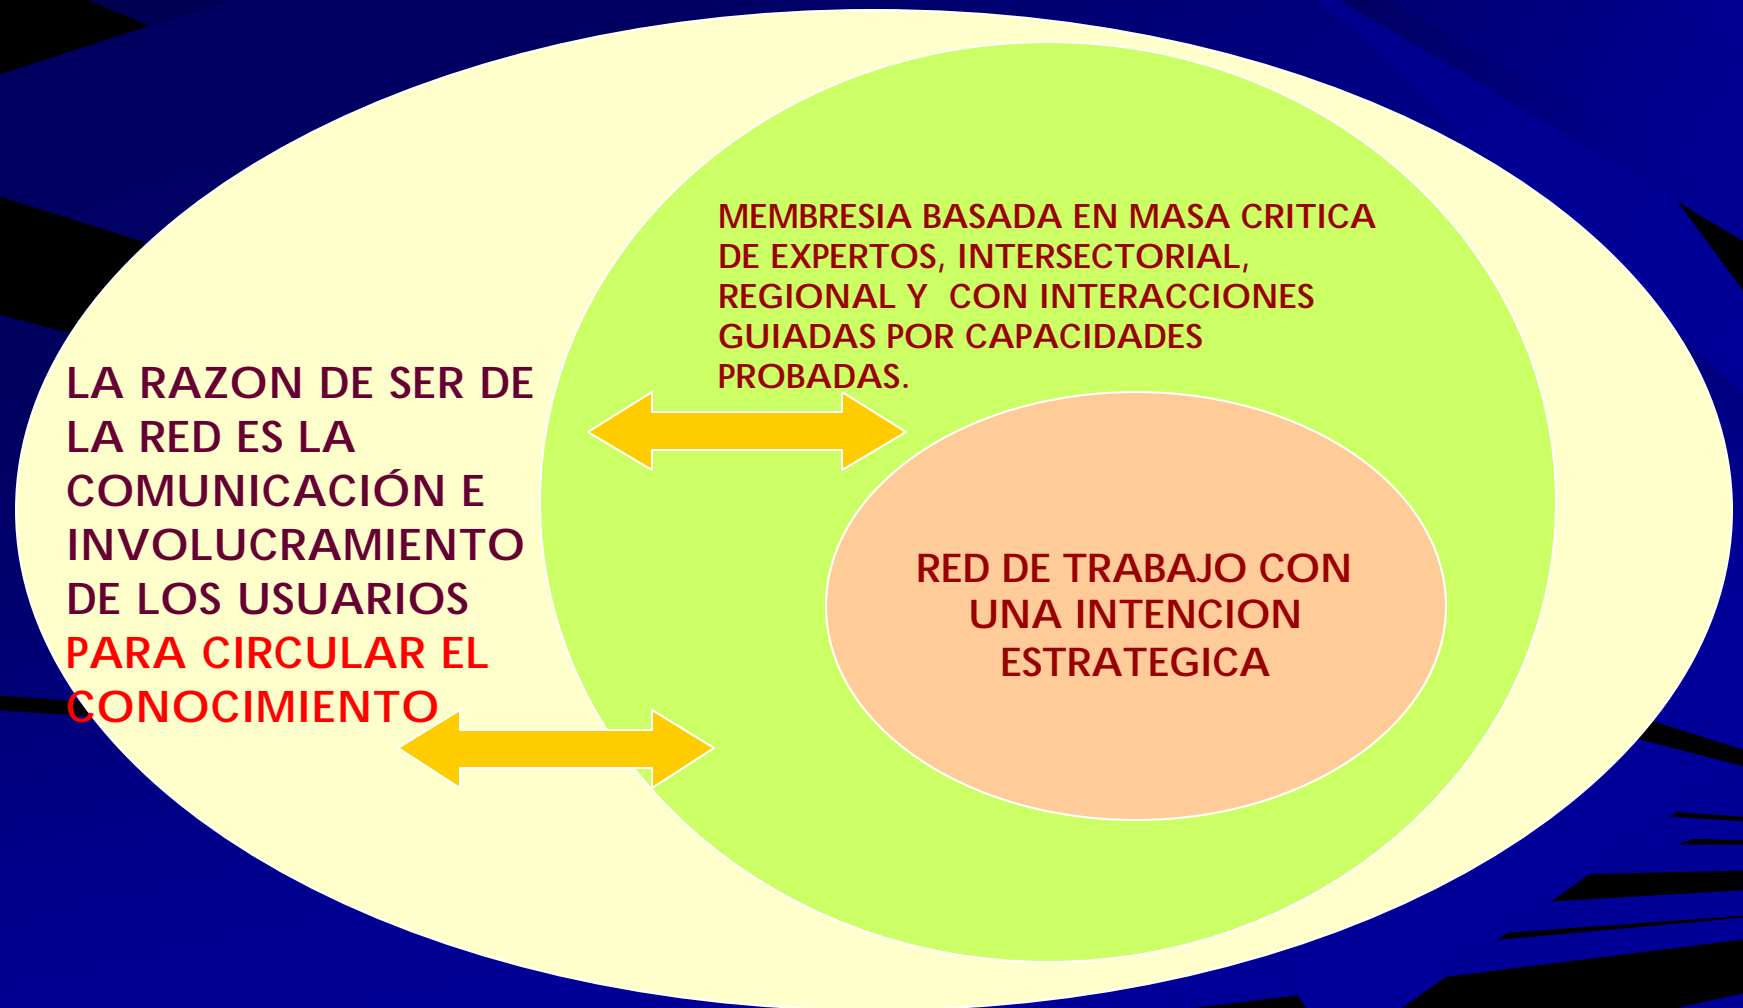 MEMBRESIA BASADA EN MASA CRITICA
DE EXPERTOS, INTERSECTORIAL,
REGIONAL Y  CON INTERACCIONES
GUIADAS POR CAPACIDADES
PROBADAS.
LA RAZON DE SER DE
LA RED ES LA
COMUNICACIÓN E
INVOLUCRAMIENTO
DE LOS USUARIOS
PARA CIRCULAR EL
CONOCIMIENTO
RED DE TRABAJO CON
UNA INTENCION
ESTRATEGICA